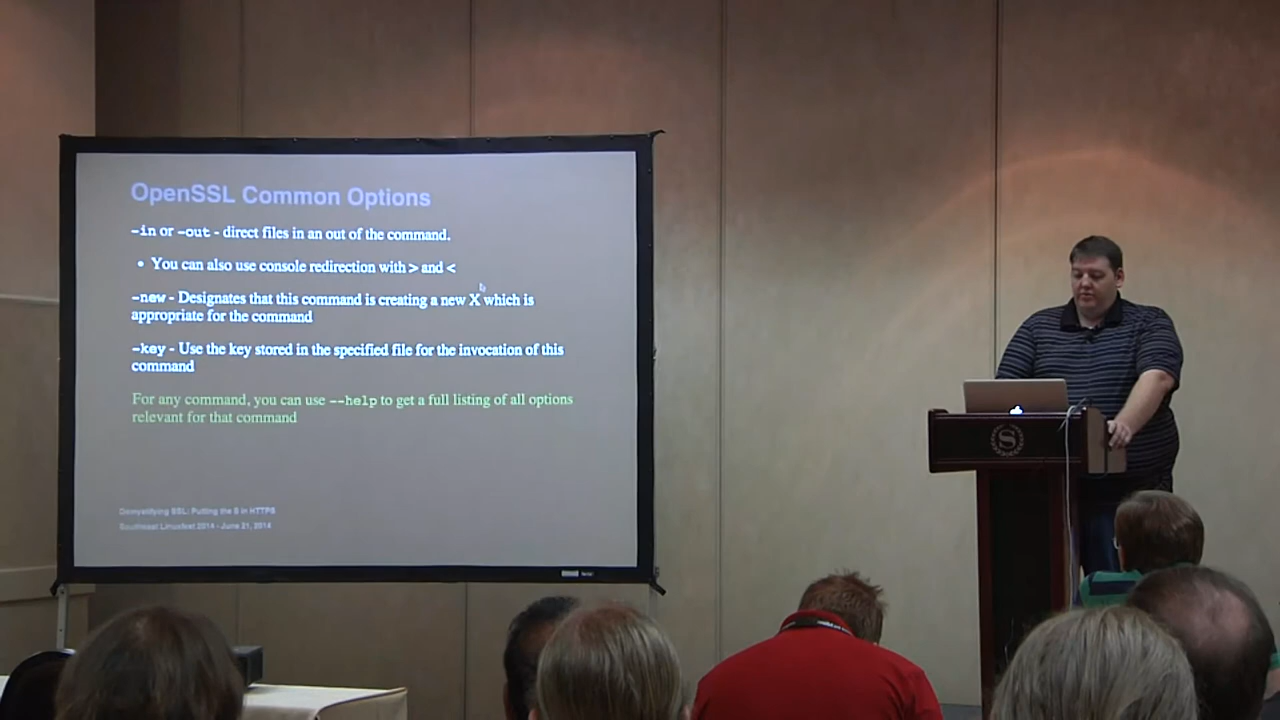 OpenSSL Common Options
-in or -out - direct files in an out of the command.
• You can also use console redirection with > and <
-new - Designates that this command is creating a new X which is
appropriate for the command
-key - Use the key stored in the specified file for the invocation of this
command
For any command, you can use --help to get a full listing of all options
relevant for that command
Demystifying SSL: Putting the S in HTTPS
Southeast Linuxfest 2014 - June 21, 2014
S